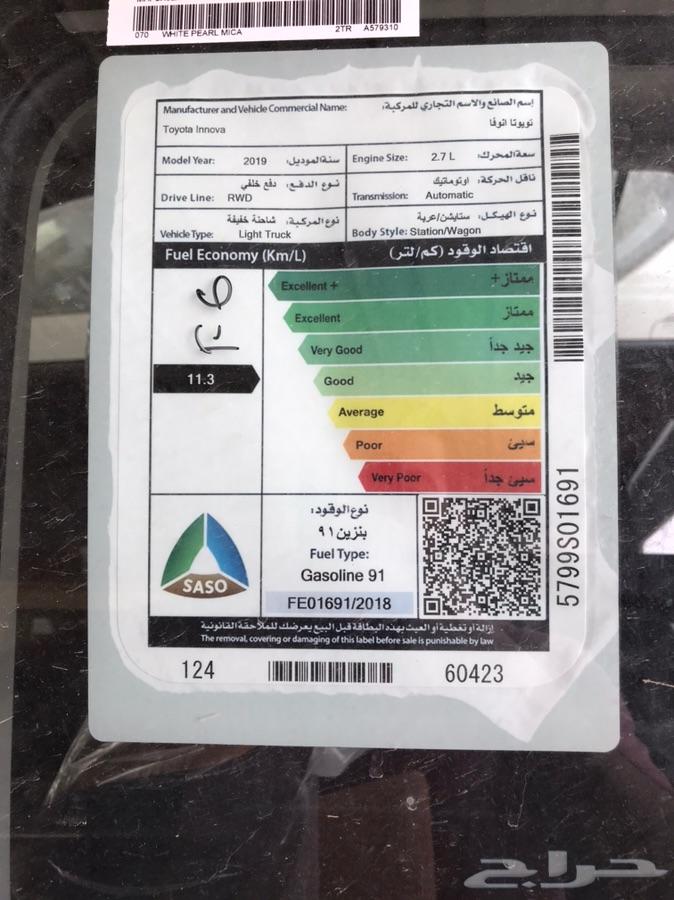 070 WHITE PEARL MICA 2TR A579310
Manufacturer and Vehicle Commercial Name: إسم الصانع والاسم التجاري للمركبة:
Toyota Innova تويوتا انوفا
Model Year: 2019 سنة الموديل:
Engine Size: 2.7 L سعة المحرك:
Drive Line: RWD نوع الدفع: دفع خلفي
Transmission: Automatic ناقل الحركة: اوتوماتيك
Vehicle Type: Light Truck نوع المركبة: شاحنة خفيفة
Body Style: Station/Wagon نوع الهيكل: ستايشن/عربة
Fuel Economy (Km/L) اقتصاد الوقود (كم/لتر)
Excellent + ممتاز +
Excellent ممتاز
Very Good جيد جداً
11.3
Good جيد
Average متوسط
Poor سيئ
Very Poor سيئ جداً
SASO
نوع الوقود:
بنزين ٩١
Fuel Type:
Gasoline 91
FE01691/2018
5799S01691
إزالة أو تغطية أو العبث بهذه البطاقة قبل البيع يعرضك للملاحقة القانونية
The removal, covering or damaging of this label before sale is punishable by law
124 60423
حراج